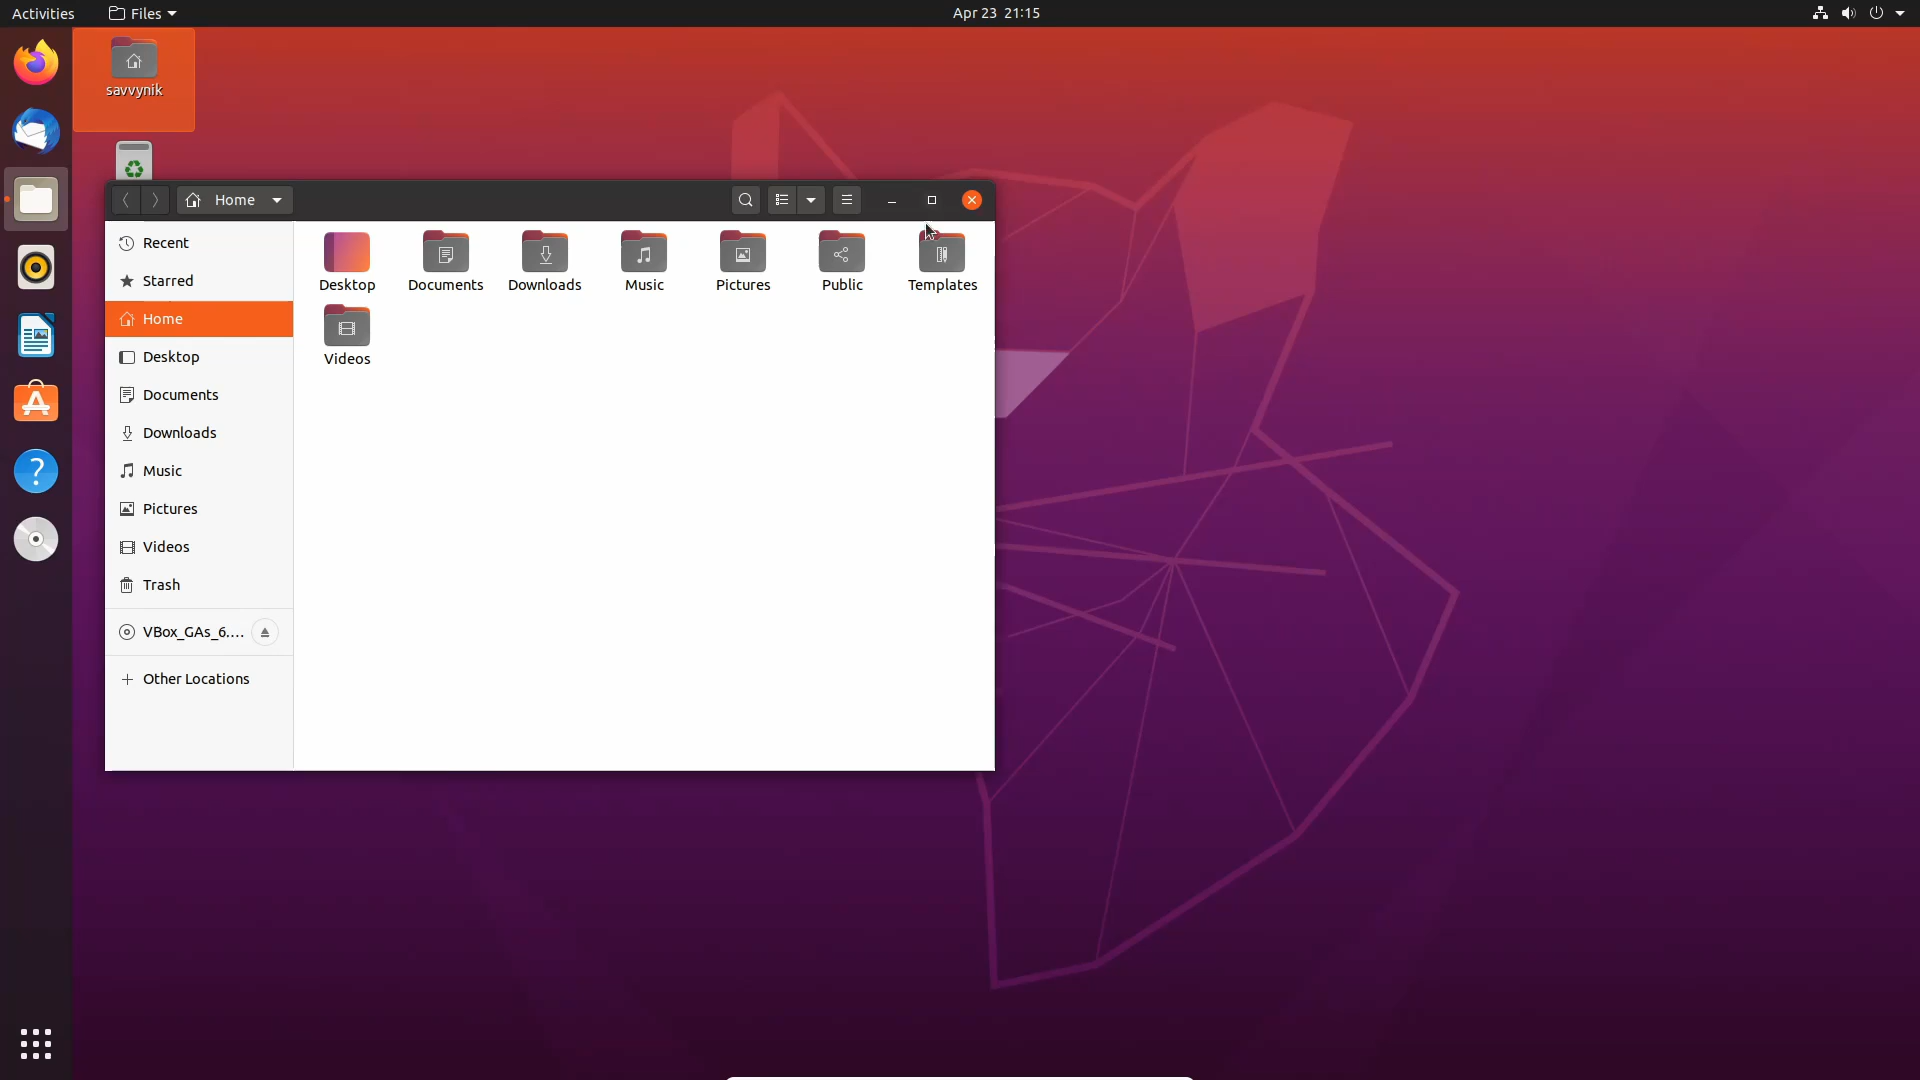 Activities
Files
Apr 23 21:15
savvynik
Home
Recent
Starred
Home
Desktop
Documents
Downloads
Music
Pictures
Videos
Trash
VBox_GAs_6....
Other Locations
Desktop
Documents
Downloads
Music
Pictures
Public
Templates
Videos